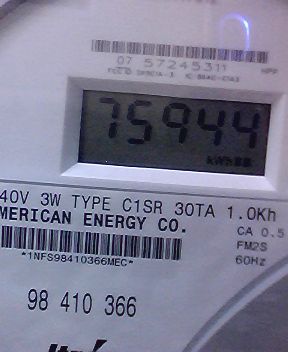 07 57245311
75944
kWh
40V 3W TYPE C1SR 30TA 1.0Kh
MERICAN ENERGY CO.
CA 0.5
FM2S
60Hz
*1NFS98410366MEC*
98 410 366